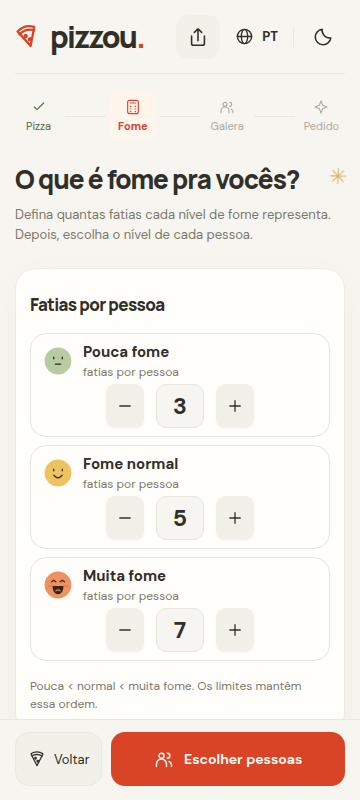 pizzou.
PT
Pizza
Fome
Galera
Pedido
O que é fome pra vocês?
Defina quantas fatias cada nível de fome representa.
Depois, escolha o nível de cada pessoa.
Fatias por pessoa
Pouca fome
fatias por pessoa
− 3 +
Fome normal
fatias por pessoa
− 5 +
Muita fome
fatias por pessoa
− 7 +
Pouca < normal < muita fome. Os limites mantêm
essa ordem.
Voltar
Escolher pessoas